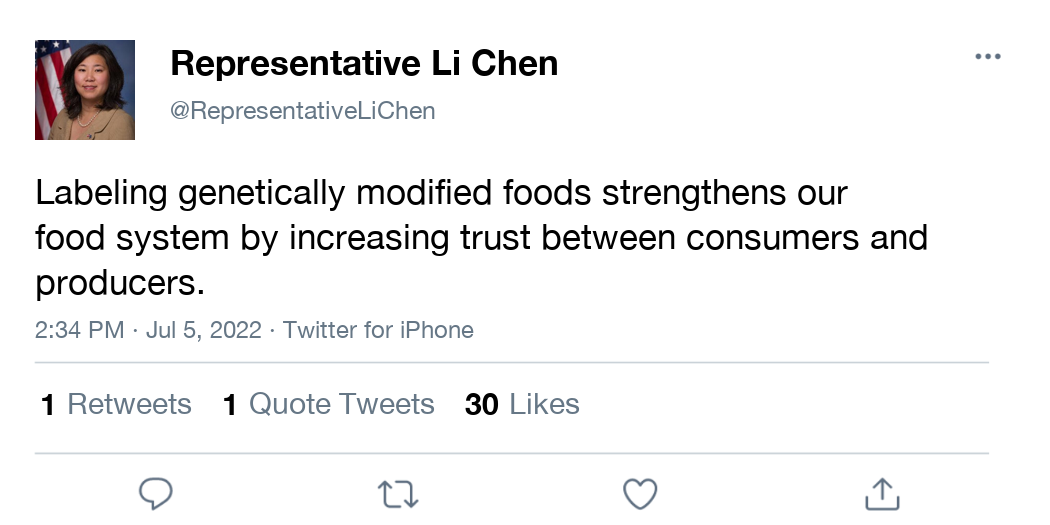 Representative Li Chen
@RepresentativeLiChen
Labeling genetically modified foods strengthens our
food system by increasing trust between consumers and
producers.
2:34 PM · Jul 5, 2022 · Twitter for iPhone
1 Retweets 1 Quote Tweets 30 Likes